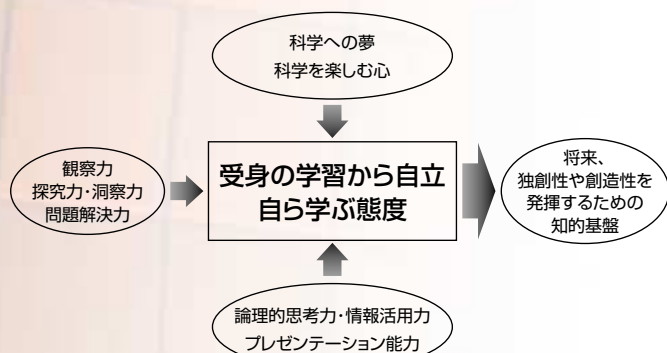 科学への夢
科学を楽しむ心
観察力
探究力・洞察力
問題解決力
受身の学習から自立
自ら学ぶ態度
将来、
独創性や創造性を
発揮するための
知的基盤
論理的思考力・情報活用力
プレゼンテーション能力